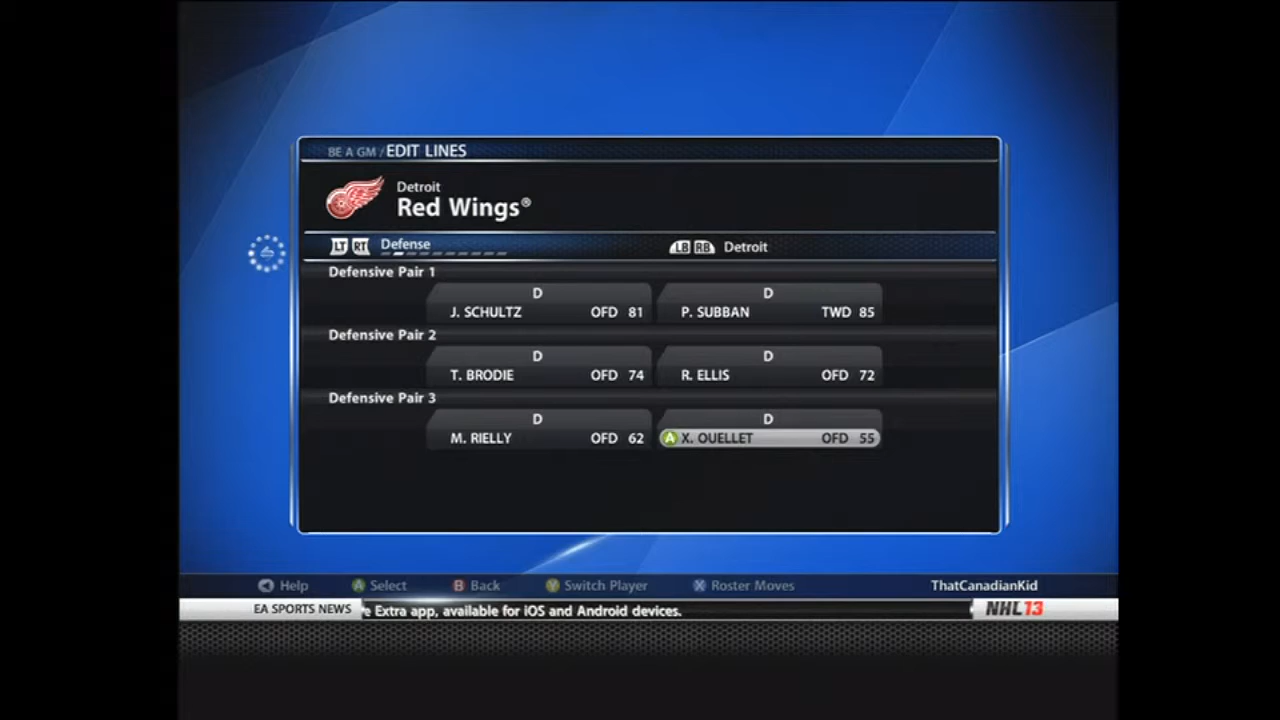 BE A GM / EDIT LINES
Detroit
Red Wings®
LT RT Defense LB RB Detroit
Defensive Pair 1
D D
J. SCHULTZ OFD 81 P. SUBBAN TWD 85
Defensive Pair 2
D D
T. BRODIE OFD 74 R. ELLIS OFD 72
Defensive Pair 3
D D
M. RIELLY OFD 62 A X. OUELLET OFD 55
Help A Select B Back Y Switch Player X Roster Moves ThatCanadianKid
EA SPORTS NEWS e Extra app, available for iOS and Android devices. NHL13